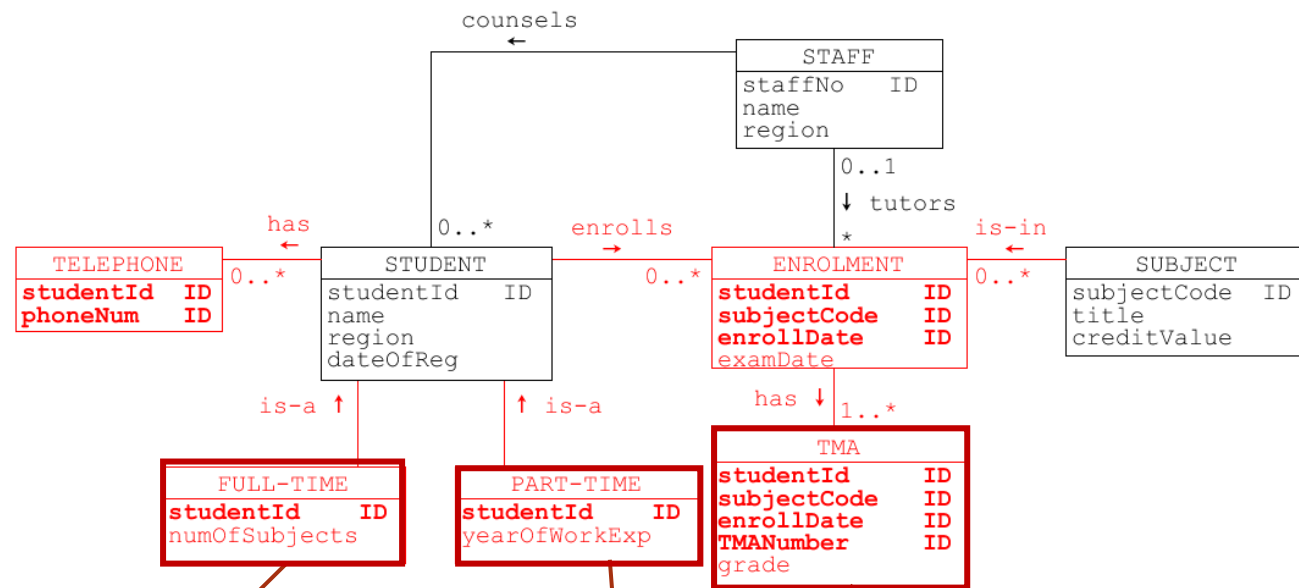 counsels
←
STAFF
staffNo ID
name
region
0..1
↓ tutors
has
←
0..*
enrolls
→
*
is-in
←
TELEPHONE
studentId ID
phoneNum ID
0..*
STUDENT
studentId ID
name
region
dateOfReg
0..*
ENROLMENT
studentId ID
subjectCode ID
enrollDate ID
examDate
0..*
SUBJECT
subjectCode ID
title
creditValue
is-a ↑
↑ is-a
has ↓
1..*
FULL-TIME
studentId ID
numOfSubjects
PART-TIME
studentId ID
yearOfWorkExp
TMA
studentId ID
subjectCode ID
enrollDate ID
TMANumber ID
grade